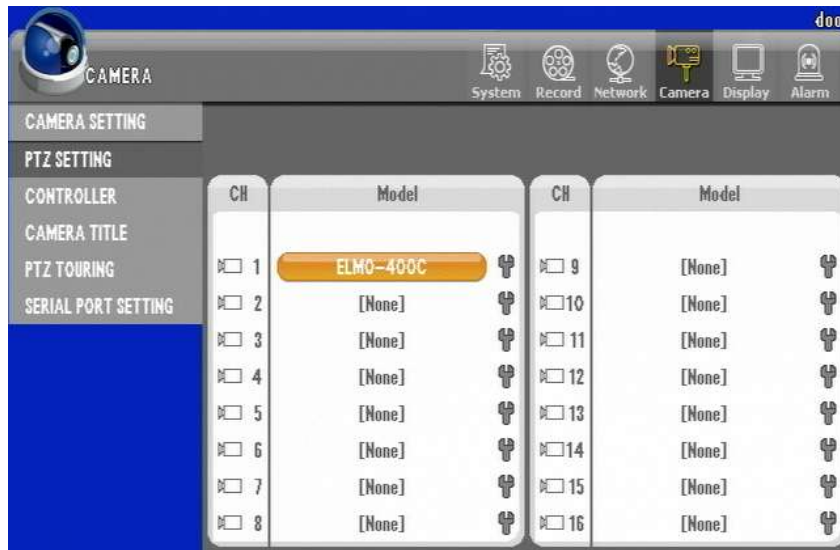 doo
CAMERA
System Record Network Camera Display Alarm
CAMERA SETTING
PTZ SETTING
CONTROLLER
CAMERA TITLE
PTZ TOURING
SERIAL PORT SETTING
CH Model CH Model
1 ELMO-400C 9 [None]
2 [None] 10 [None]
3 [None] 11 [None]
4 [None] 12 [None]
5 [None] 13 [None]
6 [None] 14 [None]
7 [None] 15 [None]
8 [None] 16 [None]